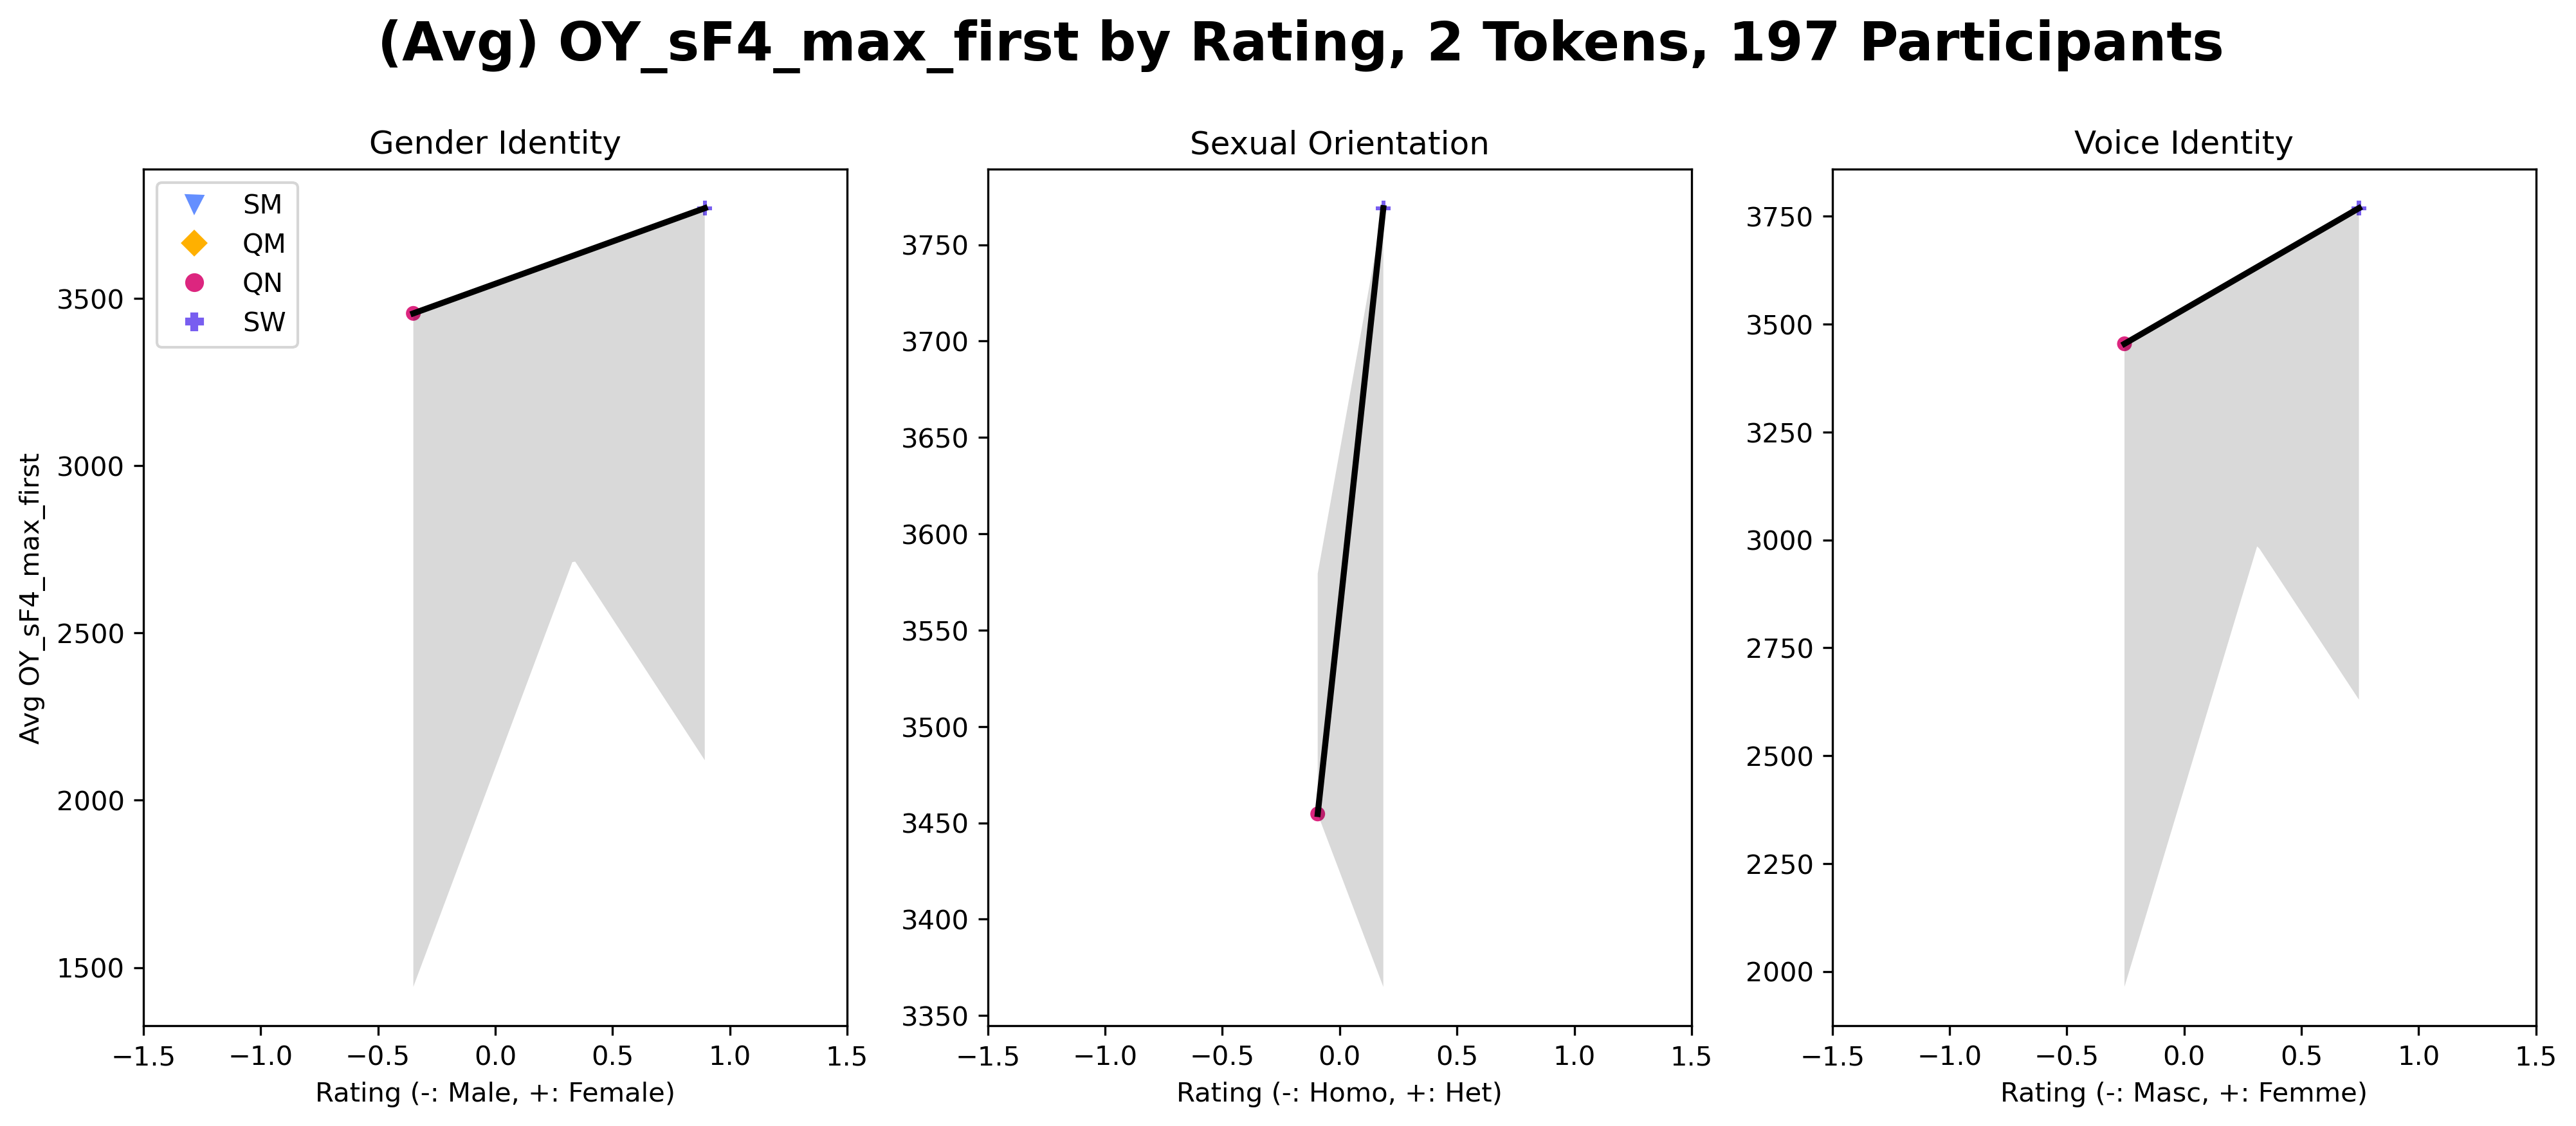 (Avg) OY_sF4_max_first by Rating, 2 Tokens, 197 Participants
Gender Identity
SM
QM
QN
SW
3500
3000
2500
2000
1500
Avg OY_sF4_max_first
−1.5 −1.0 −0.5 0.0 0.5 1.0 1.5
Rating (-: Male, +: Female)
Sexual Orientation
3750
3700
3650
3600
3550
3500
3450
3400
3350
−1.5 −1.0 −0.5 0.0 0.5 1.0 1.5
Rating (-: Homo, +: Het)
Voice Identity
3750
3500
3250
3000
2750
2500
2250
2000
−1.5 −1.0 −0.5 0.0 0.5 1.0 1.5
Rating (-: Masc, +: Femme)